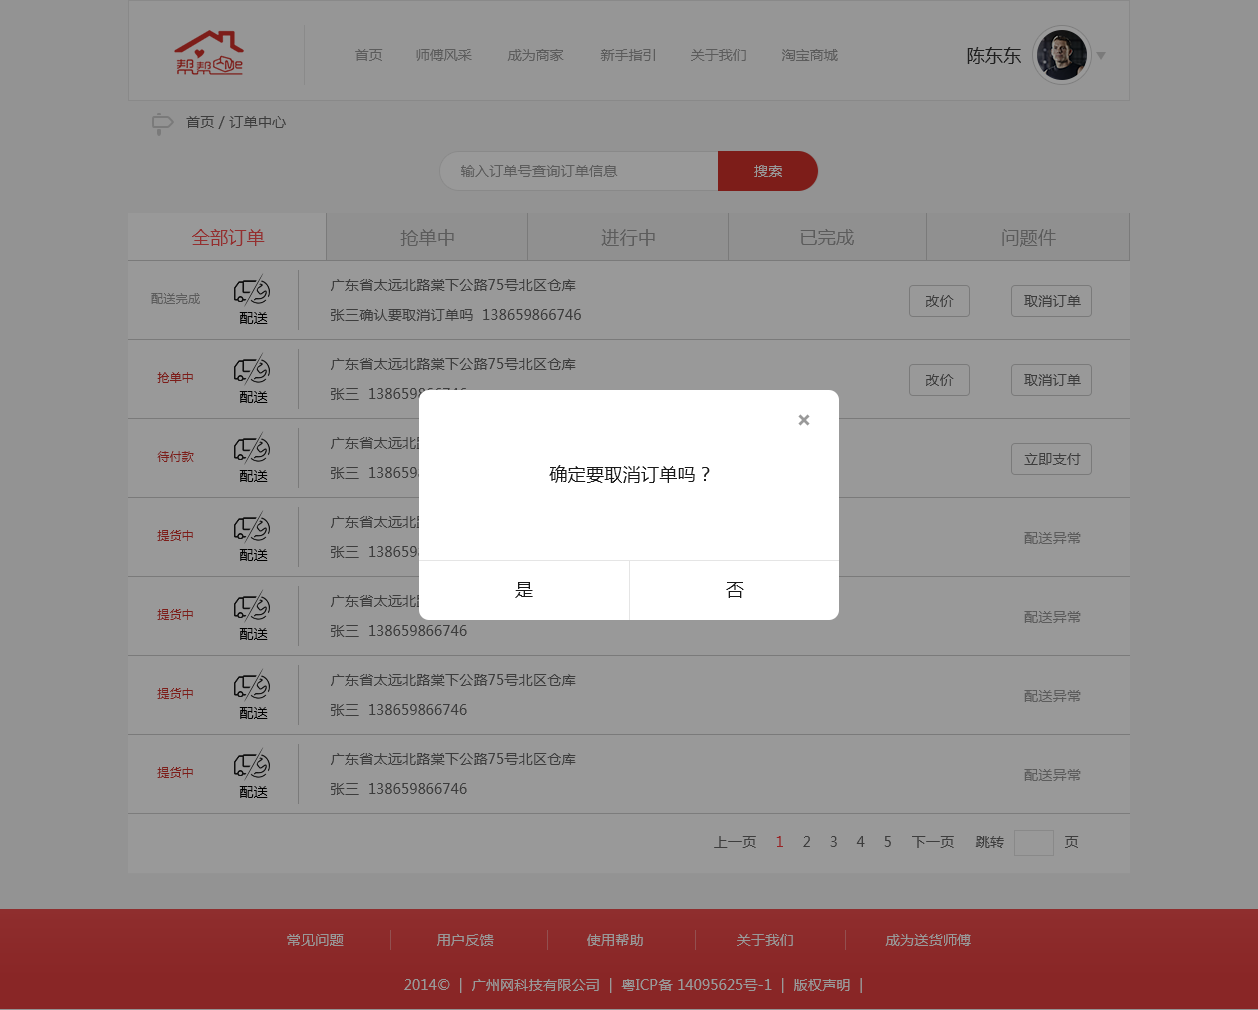 帮帮Me
首页 师傅风采 成为商家 新手指引 关于我们 淘宝商城 陈东东
首页 / 订单中心
输入订单号查询订单信息 搜索
全部订单 抢单中 进行中 已完成 问题件
配送完成 配送 广东省太远北路棠下公路75号北区仓库 改价 取消订单
张三确认要取消订单吗 138659866746
抢单中 配送 广东省太远北路棠下公路75号北区仓库 改价 取消订单
张三 138659866746
待付款 配送 广东省太远北 立即支付
张三 138659
确定要取消订单吗？
提货中 配送 广东省太远北 配送异常
张三 138659
是 否
提货中 配送 广东省太远北 配送异常
张三 138659866746
提货中 配送 广东省太远北路棠下公路75号北区仓库 配送异常
张三 138659866746
提货中 配送 广东省太远北路棠下公路75号北区仓库 配送异常
张三 138659866746
上一页 1 2 3 4 5 下一页 跳转 页
常见问题 用户反馈 使用帮助 关于我们 成为送货师傅
2014© | 广州网科技有限公司 | 粤ICP备 14095625号-1 | 版权声明 |